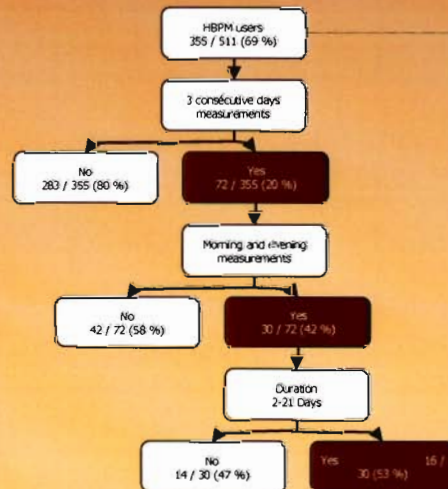 HBPM users
355 / 511 (69 %)
3 consécutive days
measurements
No
283 / 355 (80 %)
Yes
72 / 355 (20 %)
Morning and evening
measurements
No
42 / 72 (58 %)
Yes
30 / 72 (42 %)
Duration
2-21 Days
No
14 / 30 (47 %)
Yes 16 /
30 (53 %)